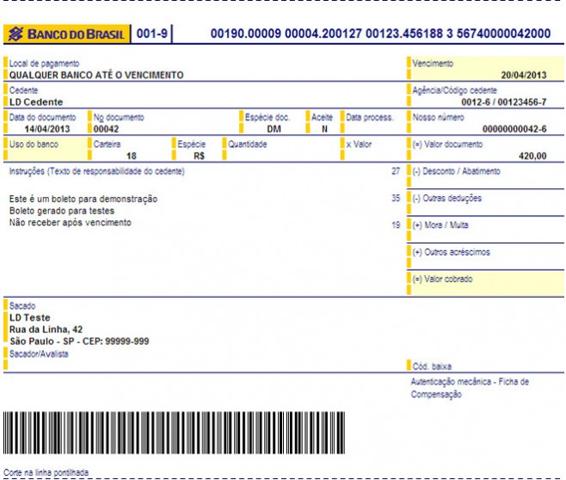 BANCO DO BRASIL 001-9 00190.00009 00004.200127 00123.456188 3 56740000042000
Local de pagamento Vencimento
QUALQUER BANCO ATÉ O VENCIMENTO 20/04/2013
Cedente Agência/Código cedente
LD Cedente 0012-6 / 00123456-7
Data do documento No documento Espécie doc. Aceite Data process. Nosso número
14/04/2013 00042 DM N 00000000042-6
Uso do banco Carteira Espécie Quantidade x Valor (=) Valor documento
18 R$ 420,00
Instruções (Texto de responsabilidade do cedente) 27 (-) Desconto / Abatimento
Este é um boleto para demonstração 35 (-) Outras deduções
Boleto gerado para testes
Não receber após vencimento 19 (+) Mora / Multa
(+) Outros acréscimos
(=) Valor cobrado
Sacado
LD Teste
Rua da Linha, 42
São Paulo - SP - CEP: 99999-999
Sacador/Avalista
Cód. baixa
Autenticação mecânica - Ficha de
Compensação
Corte na linha pontilhada